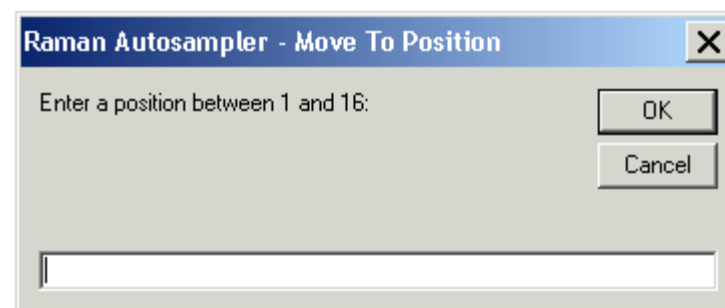 Raman Autosampler - Move To Position
Enter a position between 1 and 16:
OK
Cancel